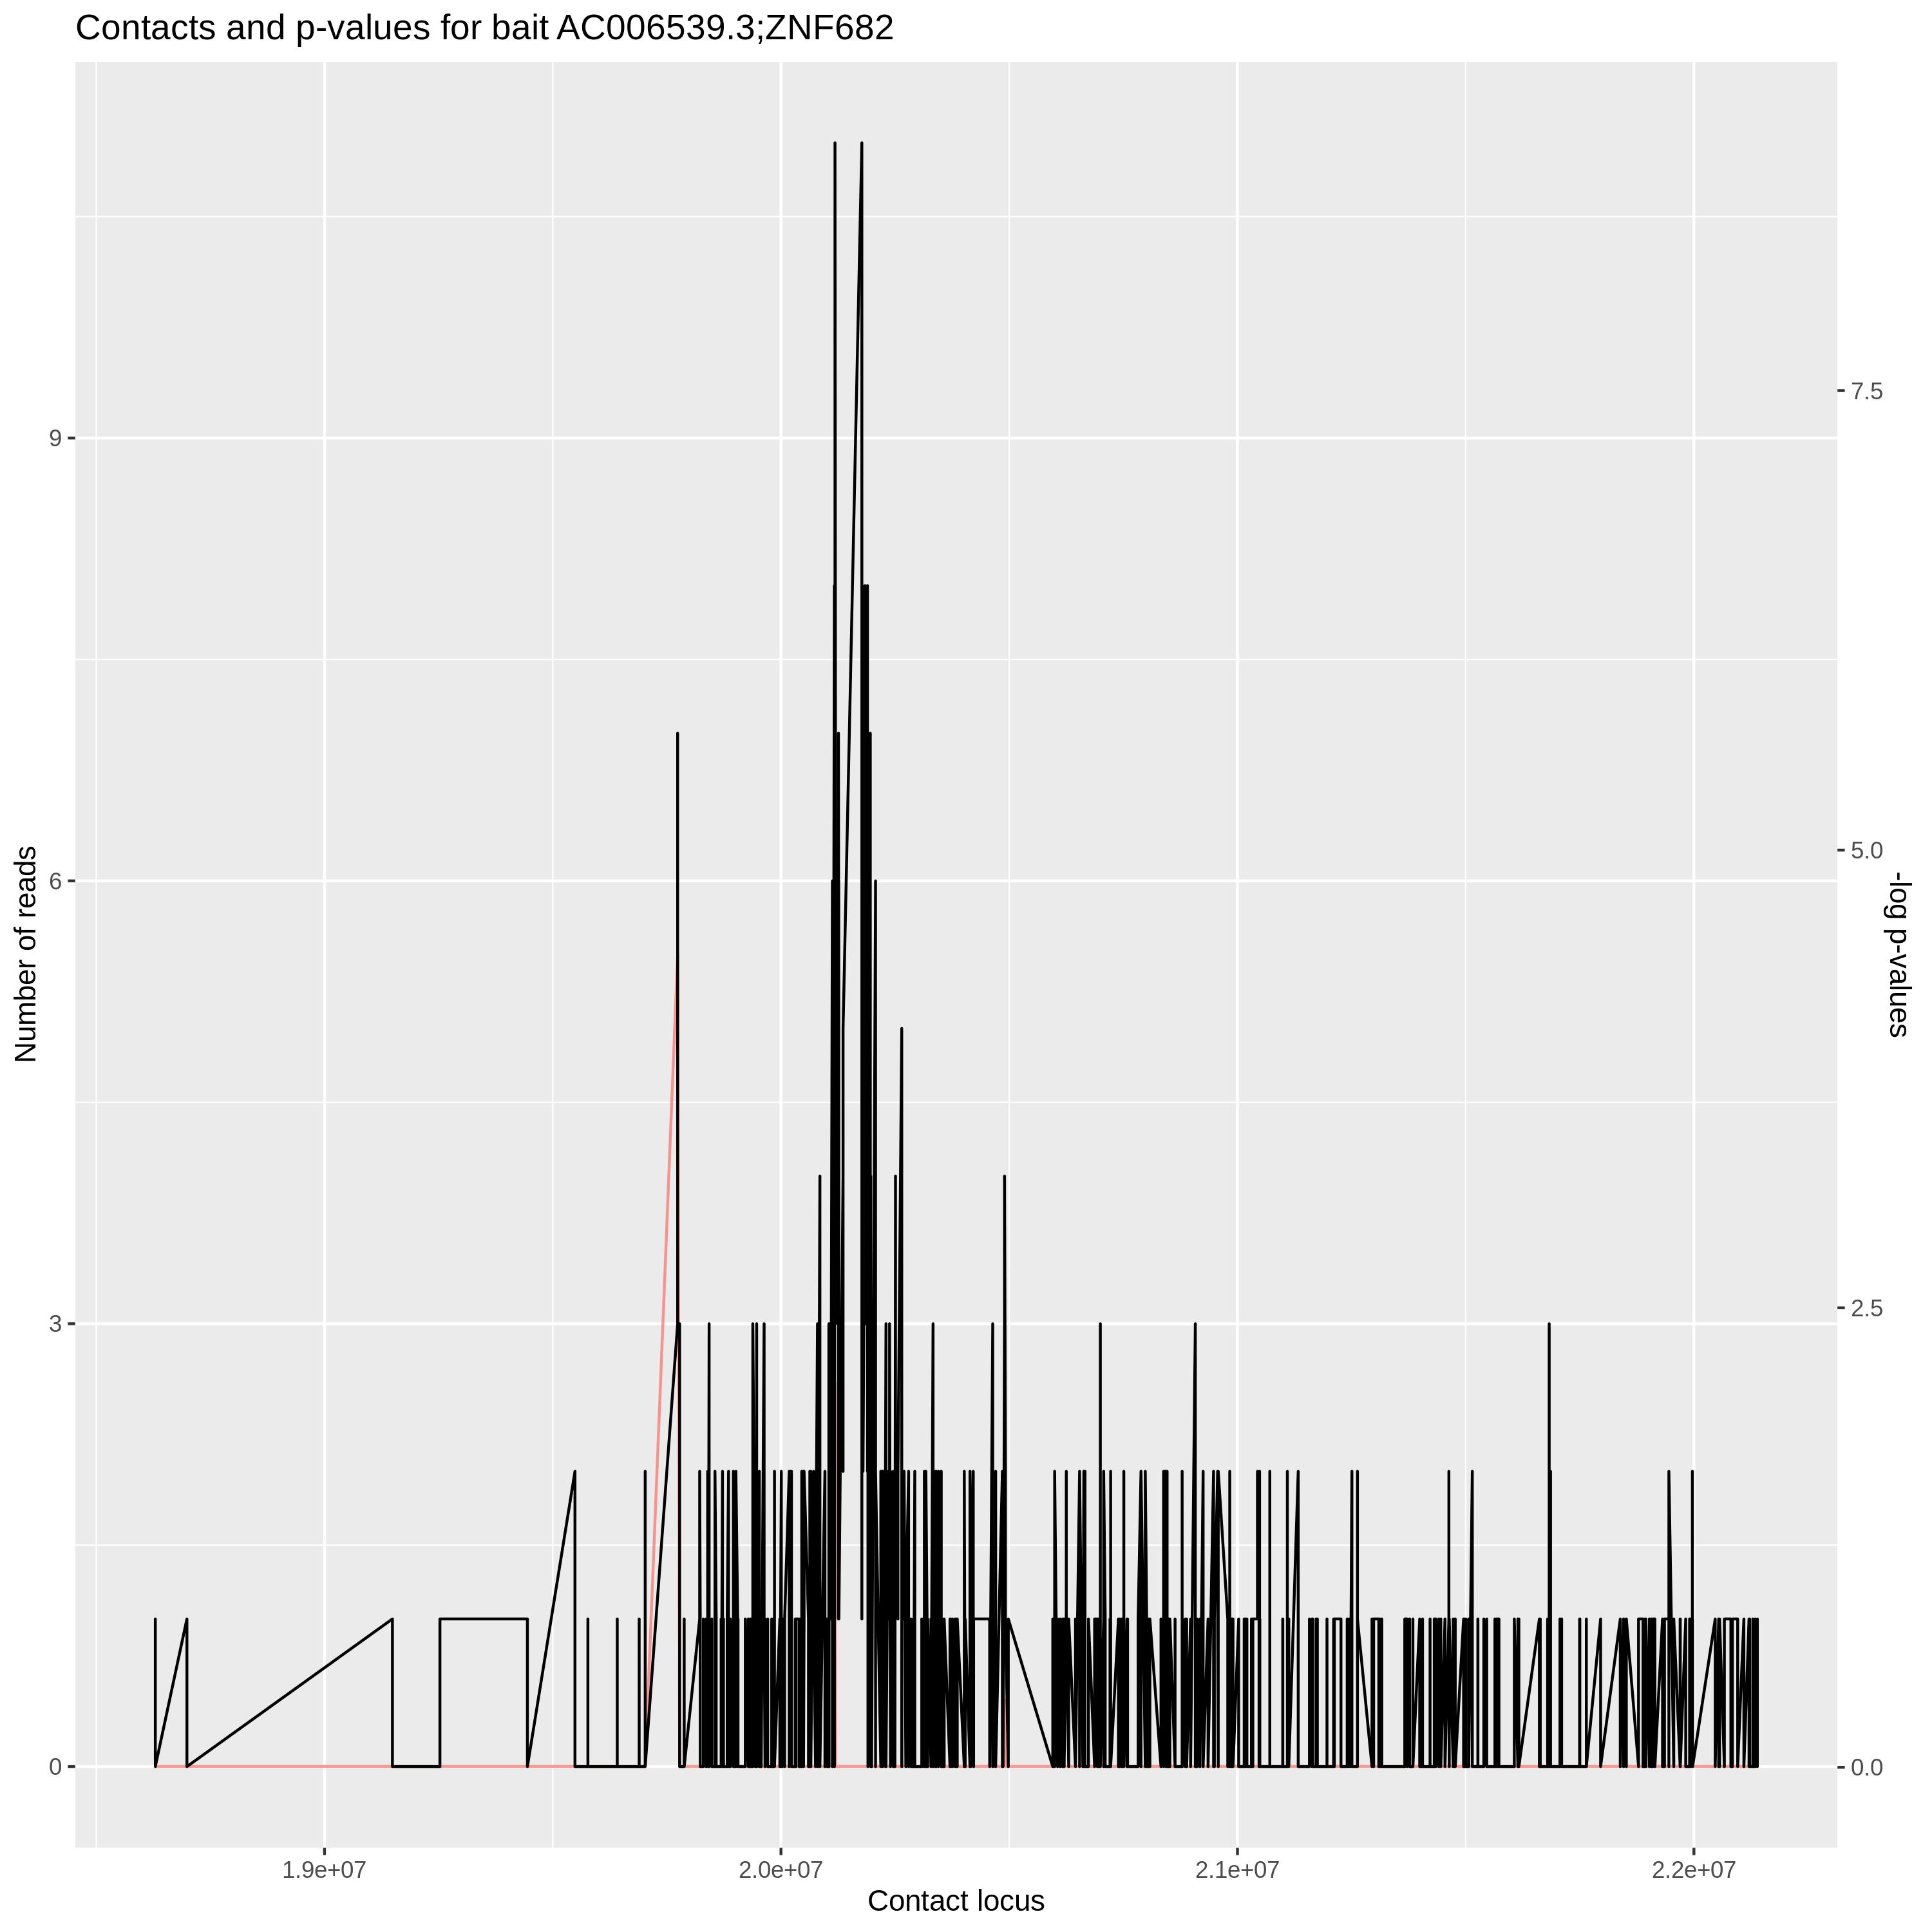 Contacts and p-values for bait AC006539.3;ZNF682
Number of reads
9
6
3
0
7.5
5.0
2.5
0.0
-log p-values
1.9e+07
2.0e+07
2.1e+07
2.2e+07
Contact locus